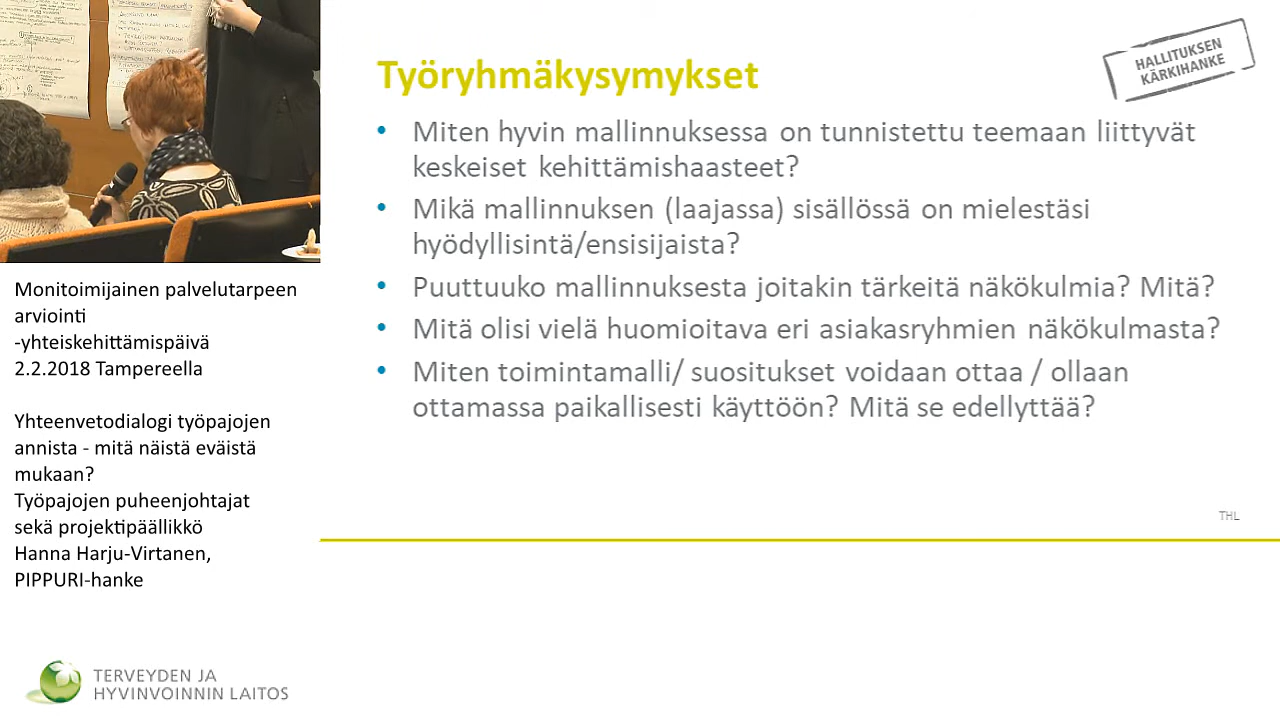 Työryhmäkysymykset
HALLITUKSEN
KÄRKIHANKE
• Miten hyvin mallinnuksessa on tunnistettu teemaan liittyvät
keskeiset kehittämishaasteet?
• Mikä mallinnuksen (laajassa) sisällössä on mielestäsi
hyödyllisintä/ensisijaista?
• Puuttuuko mallinnuksesta joitakin tärkeitä näkökulmia? Mitä?
• Mitä olisi vielä huomioitava eri asiakasryhmien näkökulmasta?
• Miten toimintamalli/ suositukset voidaan ottaa / ollaan
ottamassa paikallisesti käyttöön? Mitä se edellyttää?
THL
Monitoimijainen palvelutarpeen
arviointi
-yhteiskehittämispäivä
2.2.2018 Tampereella
Yhteenvetodialogi työpajojen
annista - mitä näistä eväistä
mukaan?
Työpajojen puheenjohtajat
sekä projektipäällikkö
Hanna Harju-Virtanen,
PIPPURI-hanke
TERVEYDEN JA
HYVINVOINNIN LAITOS